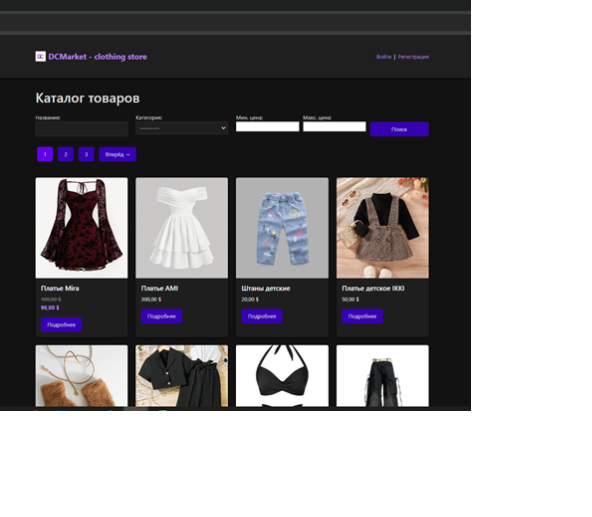 DC DCMarket - clothing store
Войти | Регистрация
Каталог товаров
Название: Категория: Мин. цена: Макс. цена:
---------
Поиск
1 2 3 Вперёд →
Платье Mira Платье AMI Штаны детские Платье детское IKKI
100,00 $ 300,00 $ 20,00 $ 50,00 $
90,00 $
Подробнее Подробнее Подробнее Подробнее